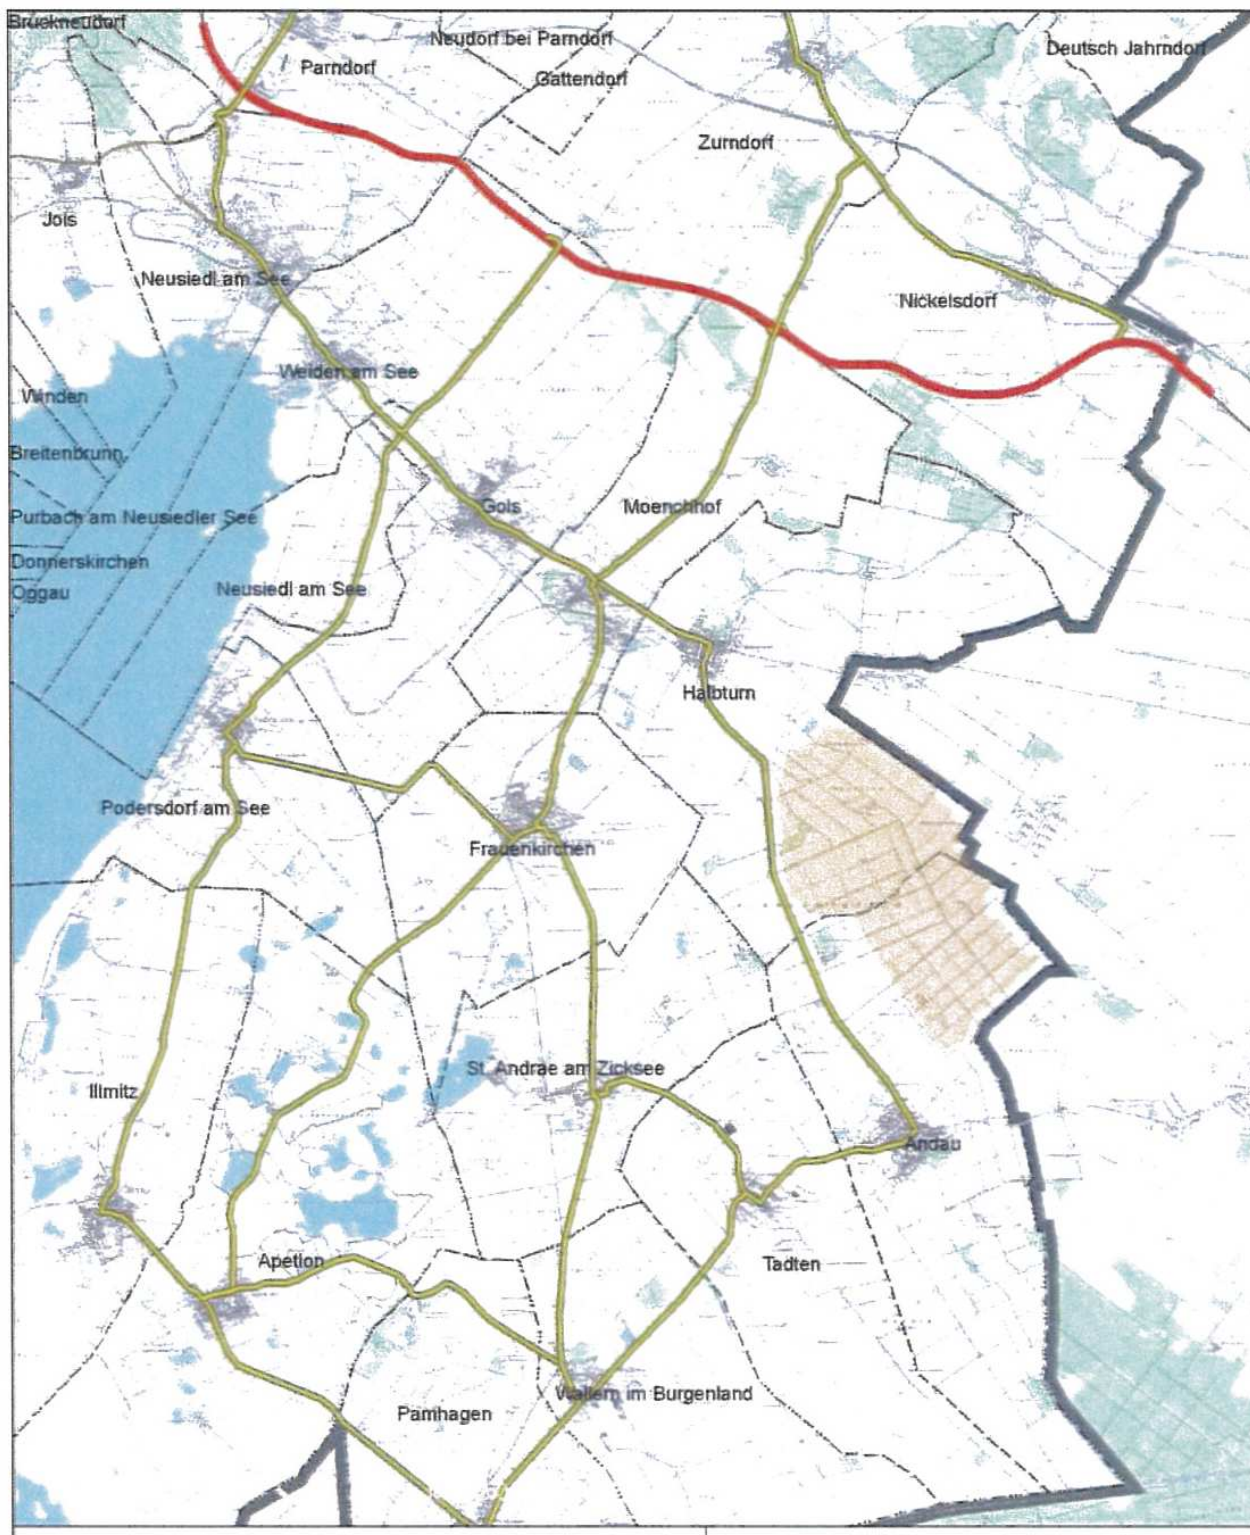 Bruckneudorf
Neudorf bei Parndorf
Deutsch Jahrndorf
Parndorf
Gattendorf
Zurndorf
Jois
Neusiedl am See
Nickelsdorf
Weiden am See
Winden
Breitenbrunn
Gols
Moenchhof
Purbach am Neusiedler See
Donnerskirchen
Neusiedl am See
Oggau
Halbturn
Podersdorf am See
Frauenkirchen
St. Andrae am Zicksee
Illmitz
Andau
Apetlon
Tadten
Wallern im Burgenland
Pamhagen